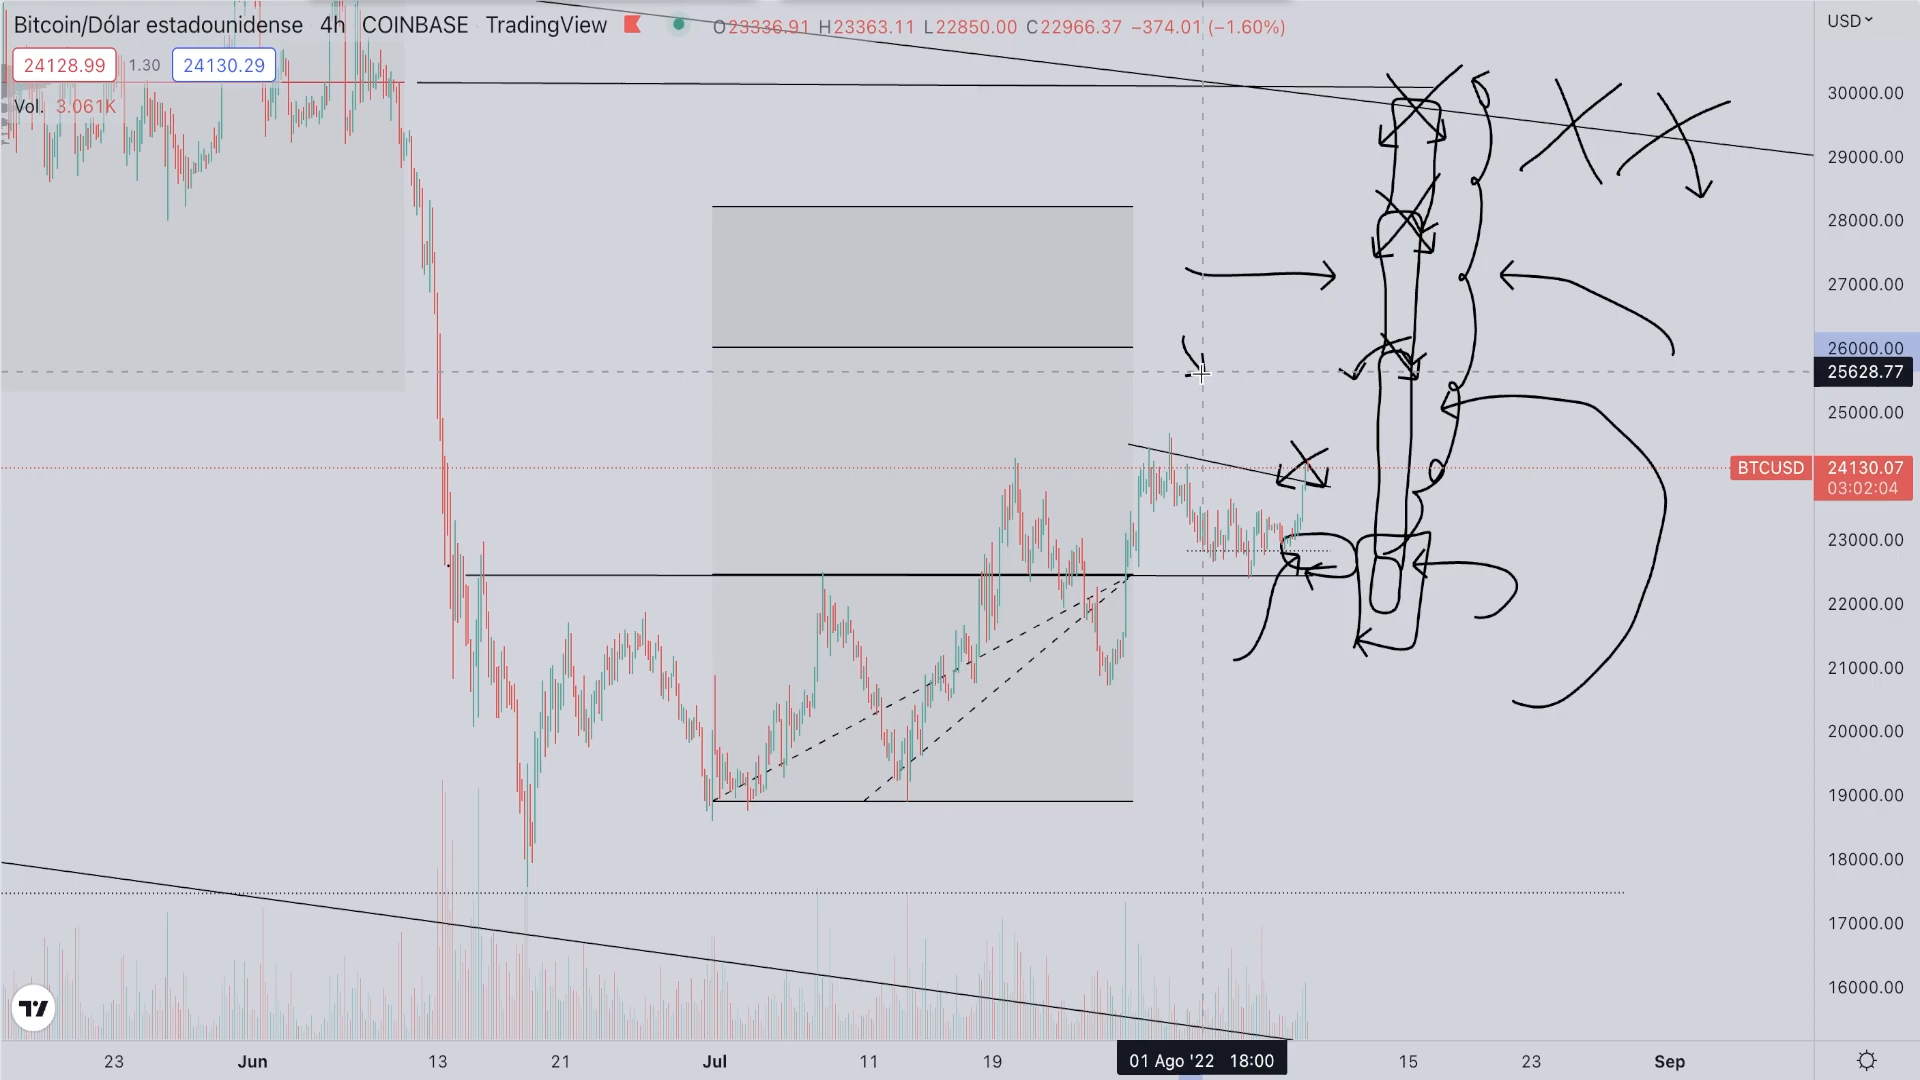 Bitcoin/Dólar estadounidense 4h COINBASE TradingView O23336.91 H23363.11 L22850.00 C22966.37 −374.01 (−1.60%)
USD
24128.99 1.30 24130.29
Vol. 3.061K
30000.00
29000.00
28000.00
27000.00
26000.00
25628.77
25000.00
BTCUSD 24130.07
03:02:04
23000.00
22000.00
21000.00
20000.00
19000.00
18000.00
17000.00
16000.00
23 Jun 13 21 Jul 11 19 01 Ago '22 18:00 15 23 Sep